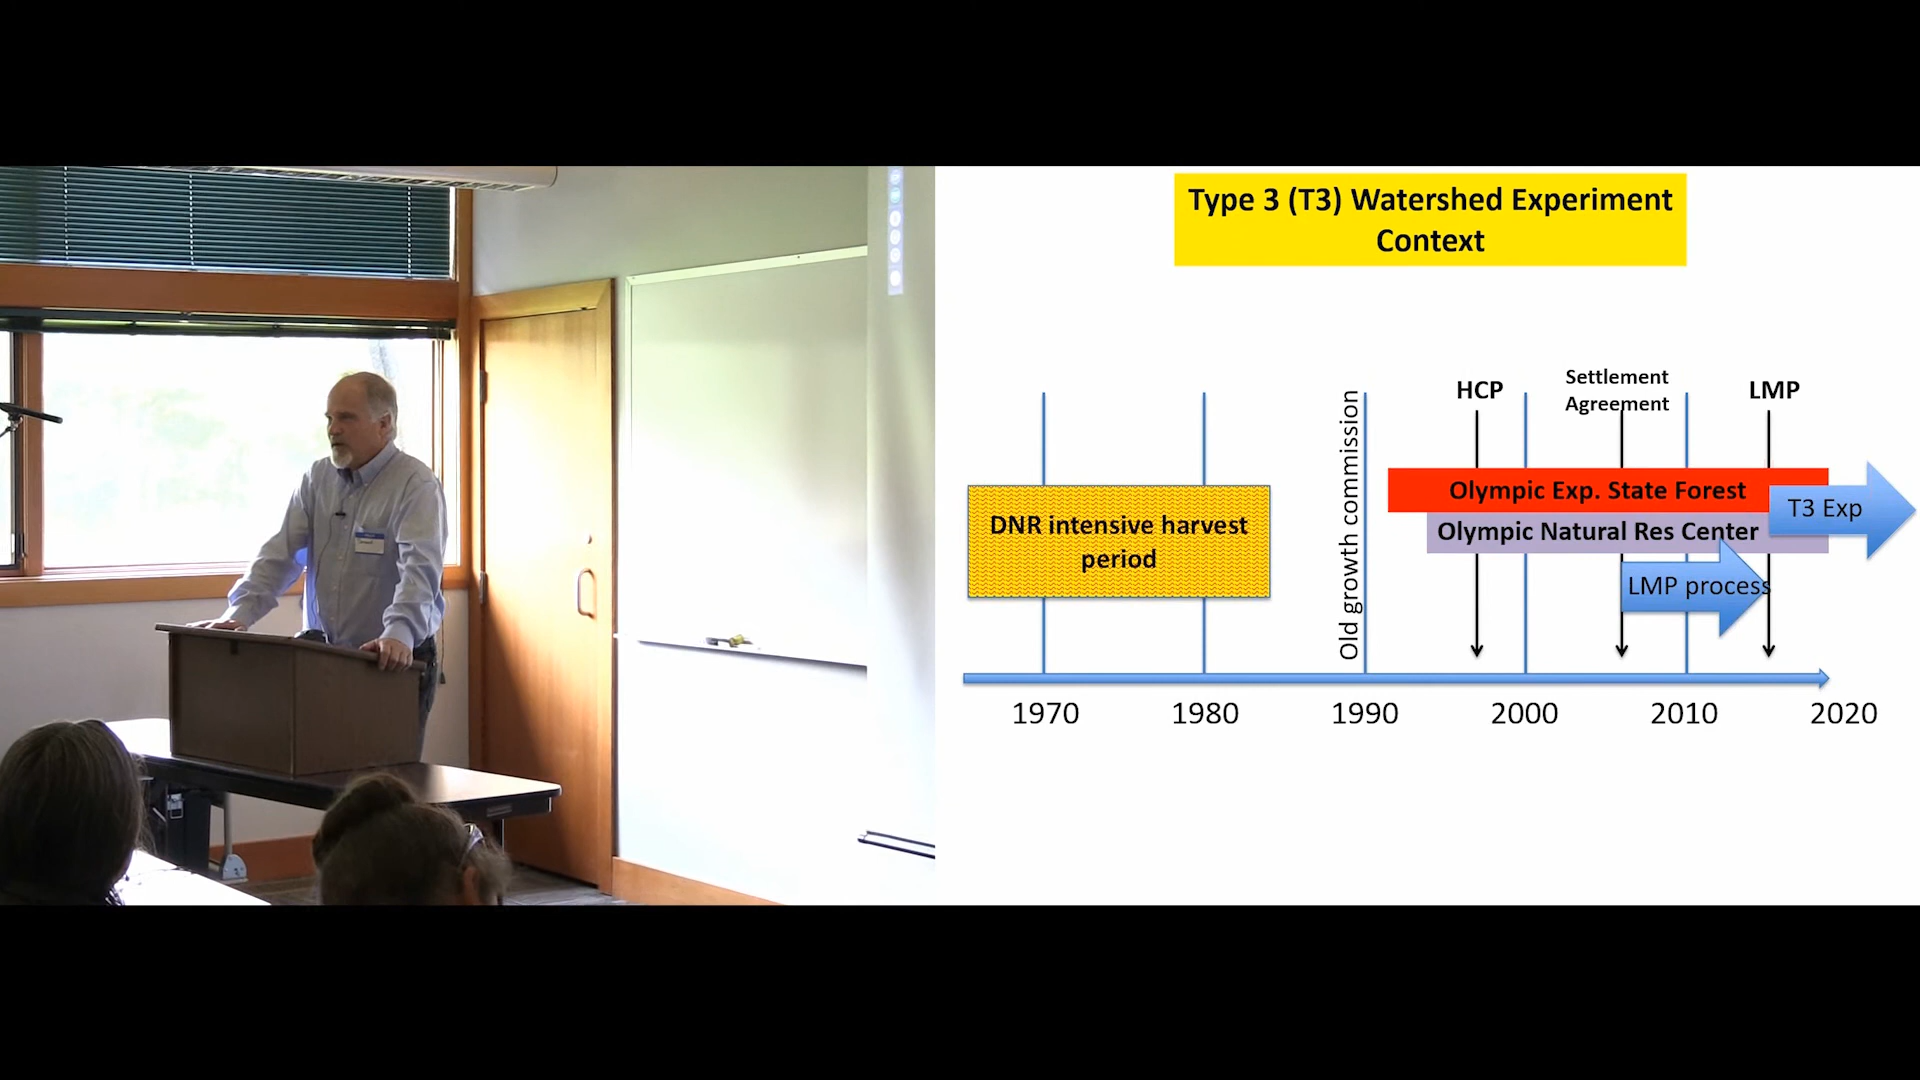 Type 3 (T3) Watershed Experiment
Context
Old growth commission
HCP
Settlement
Agreement
LMP
DNR intensive harvest
period
Olympic Exp. State Forest
T3 Exp
Olympic Natural Res Center
LMP process
1970
1980
1990
2000
2010
2020